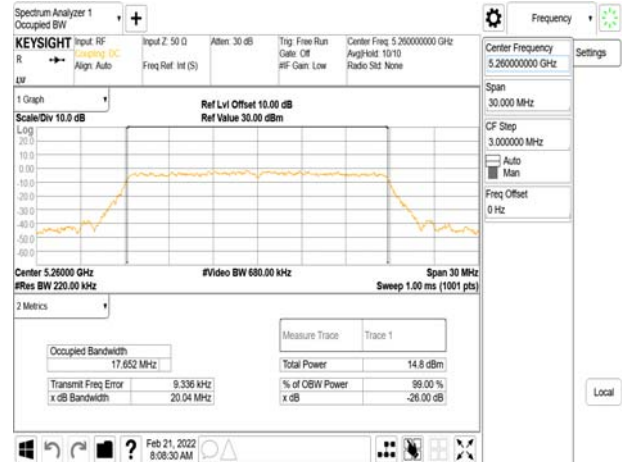 Spectrum Analyzer 1
Occupied BW
+
Frequency
KEYSIGHT
Input: RF
Coupling: DC
Align: Auto
Input Z: 50 Ω
Freq Ref: Int (S)
Atten: 30 dB
Trig: Free Run
Gate: Off
#IF Gain: Low
Center Freq: 5.260000000 GHz
Avg|Hold: 10/10
Radio Std: None
R
LW
Center Frequency
5.260000000 GHz
Settings
Span
30.000 MHz
CF Step
3.000000 MHz
Auto
Man
Freq Offset
0 Hz
Local
1 Graph
Scale/Div 10.0 dB
Ref Lvl Offset 10.00 dB
Ref Value 30.00 dBm
Log
20.0
10.0
0.00
-10.0
-20.0
-30.0
-40.0
-50.0
-60.0
Center 5.26000 GHz
#Res BW 220.00 kHz
#Video BW 680.00 kHz
Span 30 MHz
Sweep 1.00 ms (1001 pts)
2 Metrics
Measure Trace Trace 1
Occupied Bandwidth
17.652 MHz
Total Power 14.8 dBm
Transmit Freq Error 9.336 kHz
% of OBW Power 99.00 %
x dB Bandwidth 20.04 MHz
x dB -26.00 dB
?
Feb 21, 2022
8:08:30 AM